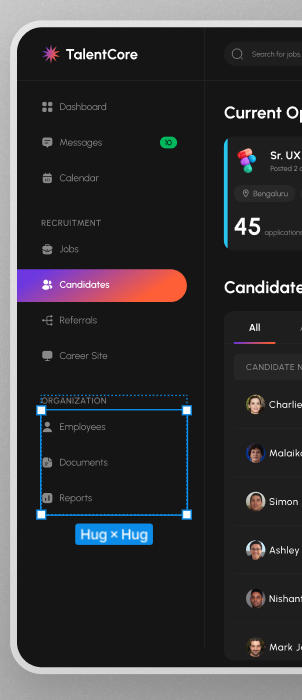 TalentCore
Search for jobs,
Dashboard
Messages
10
Calendar
RECRUITMENT
Jobs
Candidates
Referrals
Career Site
ORGANIZATION
Employees
Documents
Reports
Hug × Hug
Current Op
Sr. UX
Posted 2
Bengaluru
45 applications
Candidate
All
CANDIDATE N
Charlie
Malaika
Simon
Ashley
Nishant
Mark Jo